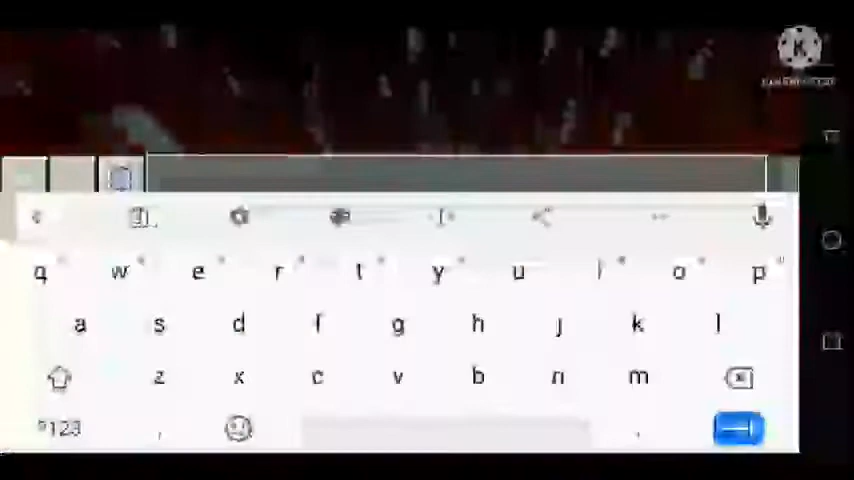 K
q w e r t y u i o p
a s d f g h j k l
z x c v b n m
?123 , .